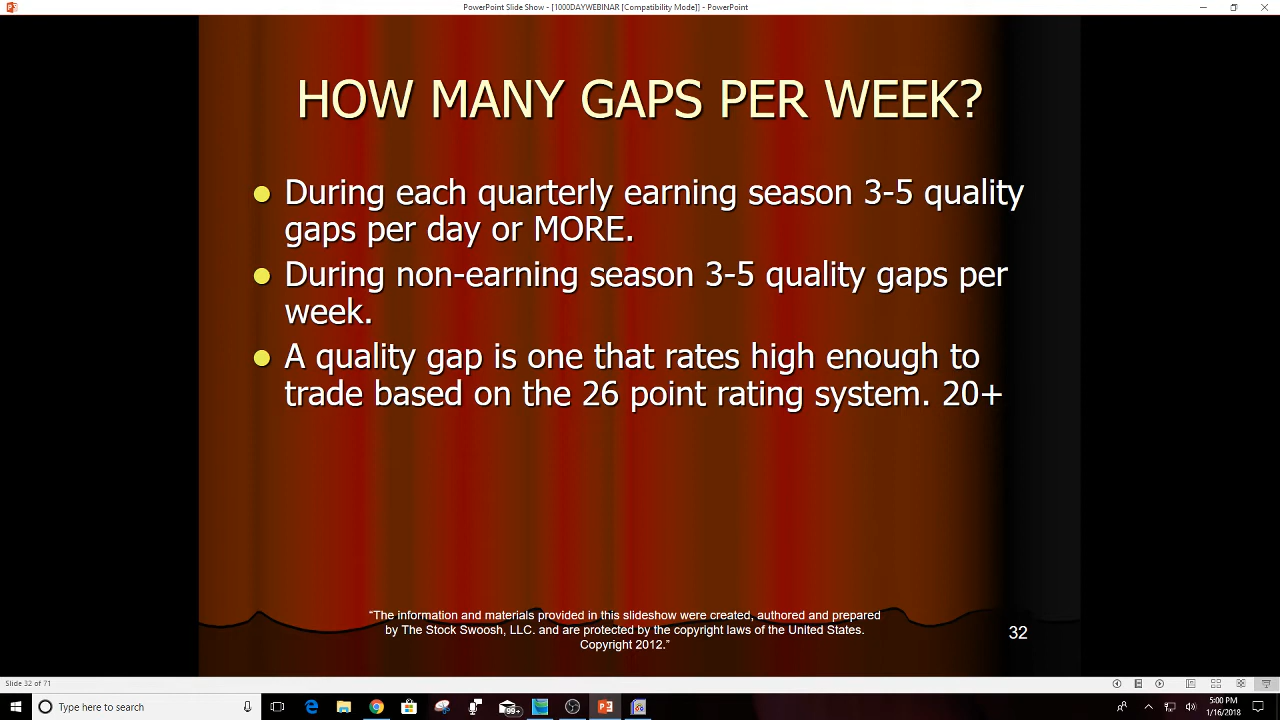 PowerPoint Slide Show - [1000DAYWEBINAR [Compatibility Mode]] - PowerPoint
HOW MANY GAPS PER WEEK?
During each quarterly earning season 3-5 quality
gaps per day or MORE.
During non-earning season 3-5 quality gaps per
week.
A quality gap is one that rates high enough to
trade based on the 26 point rating system. 20+
“The information and materials provided in this slideshow were created, authored and prepared
by The Stock Swoosh, LLC. and are protected by the copyright laws of the United States.
Copyright 2012.”
32
Slide 32 of 71
Type here to search
99+
5:00 PM
1/16/2018